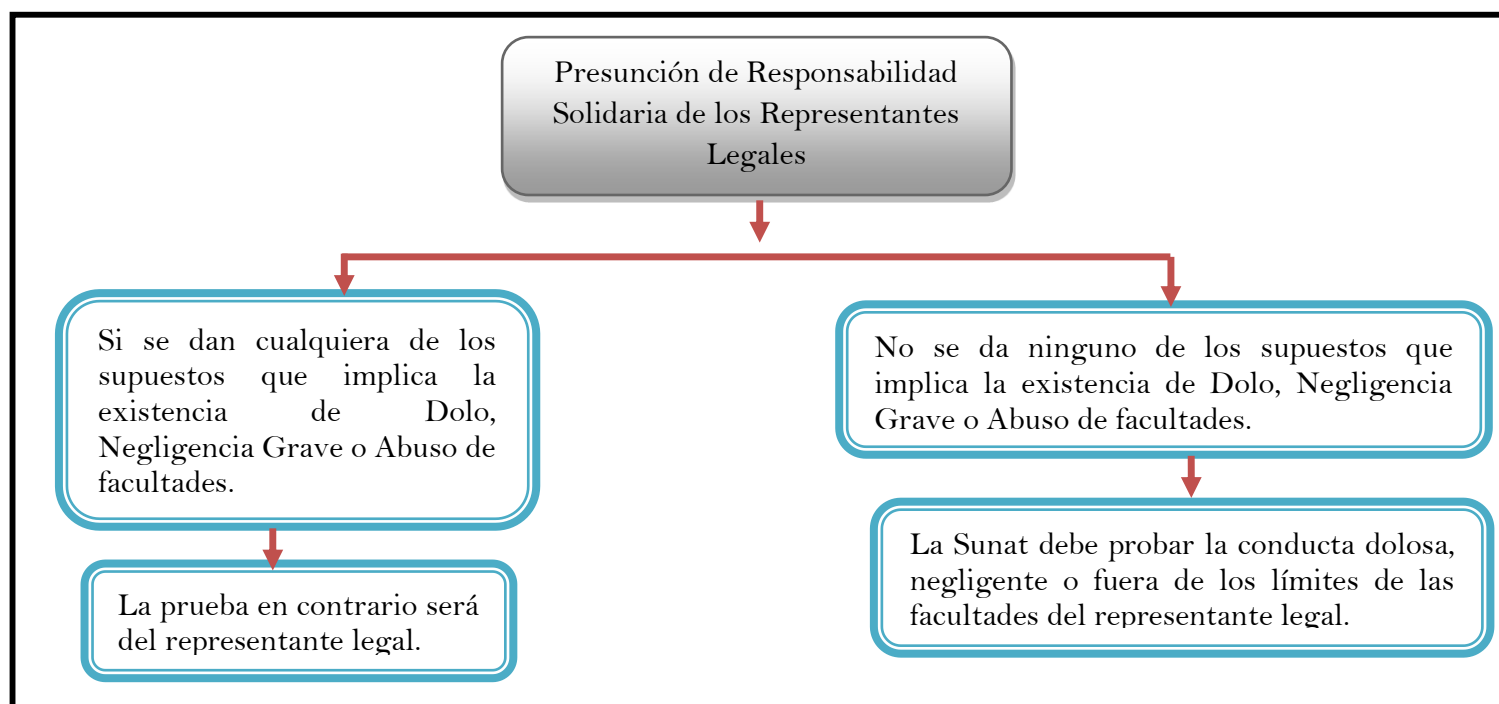 Presunción de Responsabilidad
Solidaria de los Representantes
Legales
Si se dan cualquiera de los
supuestos que implica la
existencia de Dolo,
Negligencia Grave o Abuso de
facultades.
La prueba en contrario será
del representante legal.
No se da ninguno de los supuestos que
implica la existencia de Dolo, Negligencia
Grave o Abuso de facultades.
La Sunat debe probar la conducta dolosa,
negligente o fuera de los límites de las
facultades del representante legal.